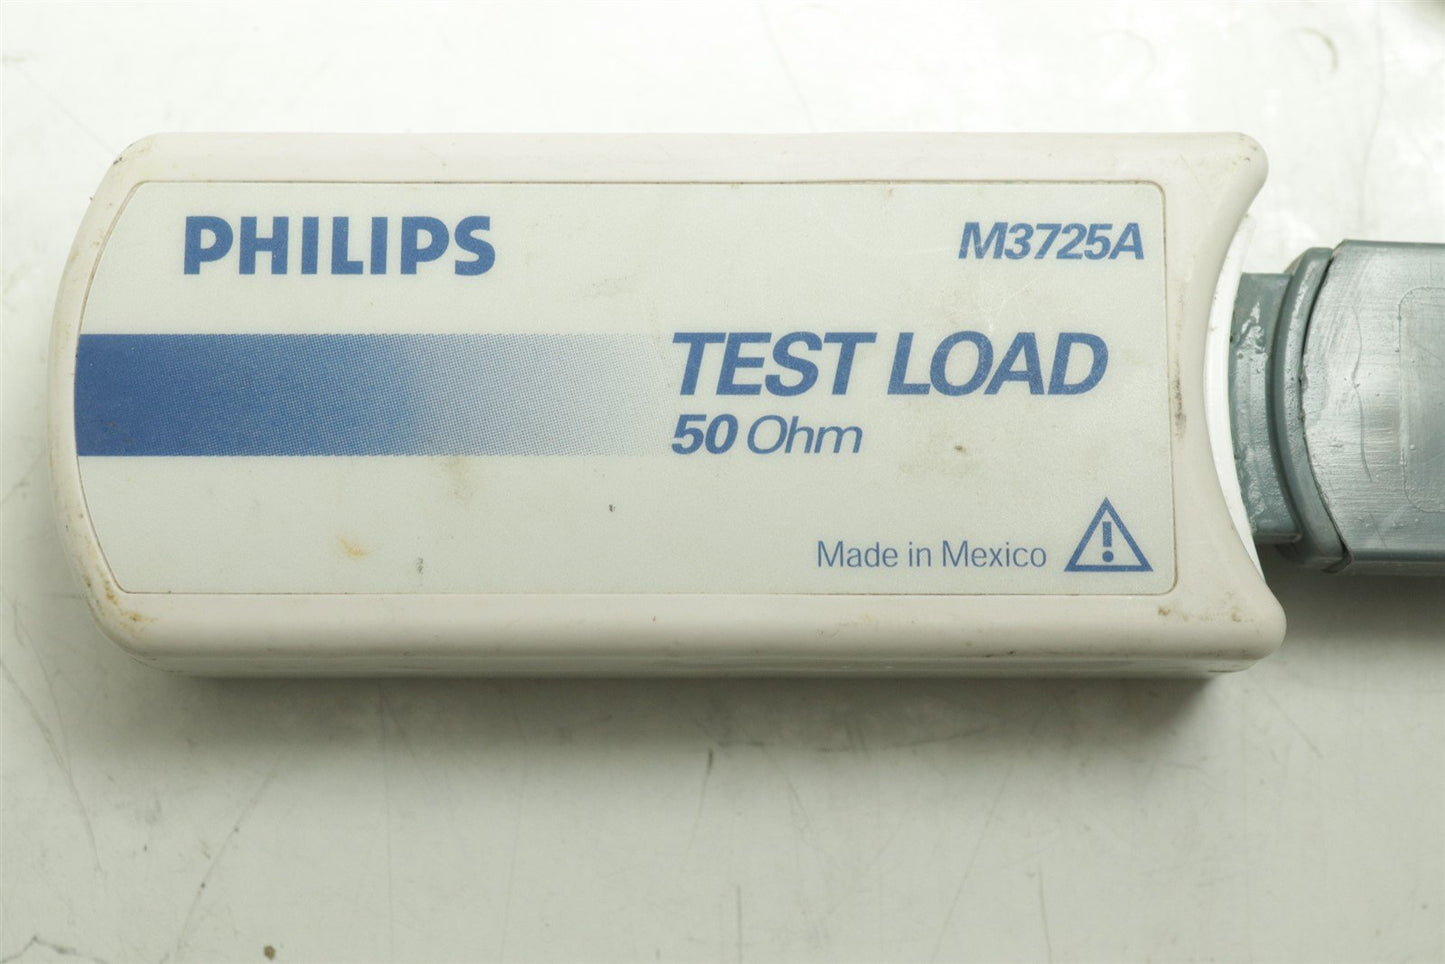 PHILIPS
M3725A
TEST LOAD
50 Ohm
Made in Mexico